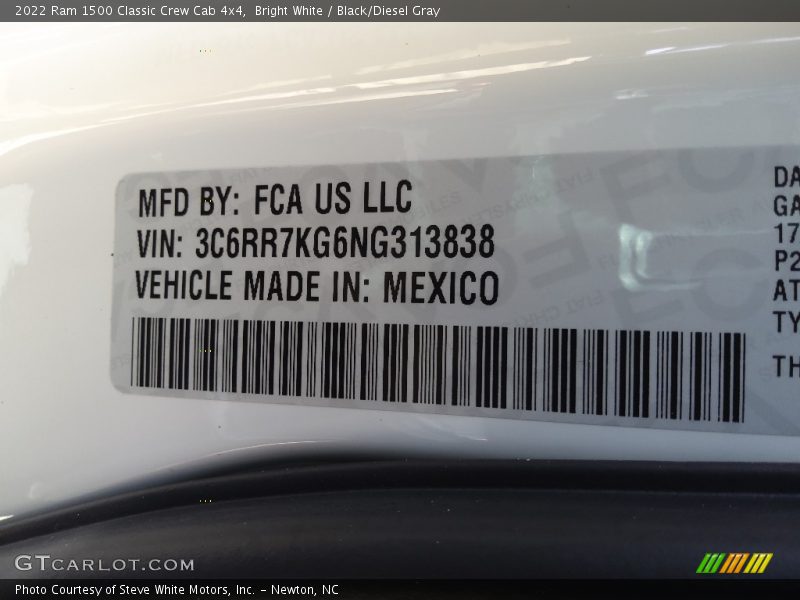 2022 Ram 1500 Classic Crew Cab 4x4, Bright White / Black/Diesel Gray
MFD BY: FCA US LLC
VIN: 3C6RR7KG6NG313838
VEHICLE MADE IN: MEXICO
DA
GA
17
P2
AT
TY
TH
GTCARLOT.COM
Photo Courtesy of Steve White Motors, Inc. – Newton, NC